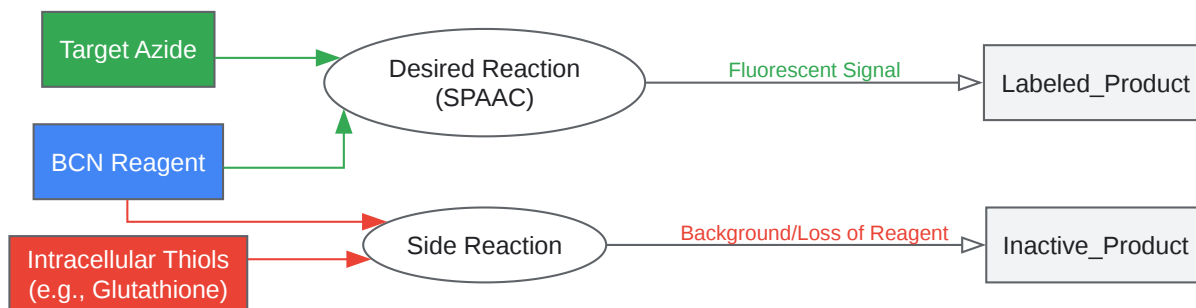 Target Azide
Desired Reaction
(SPAAC)
Fluorescent Signal
Labeled_Product
BCN Reagent
Intracellular Thiols
(e.g., Glutathione)
Side Reaction
Background/Loss of Reagent
Inactive_Product